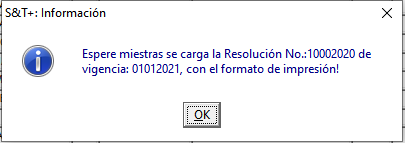 S&T+: Información
Espere miestras se carga la Resolución No.:10002020 de
vigencia: 01012021, con el formato de impresión!
OK